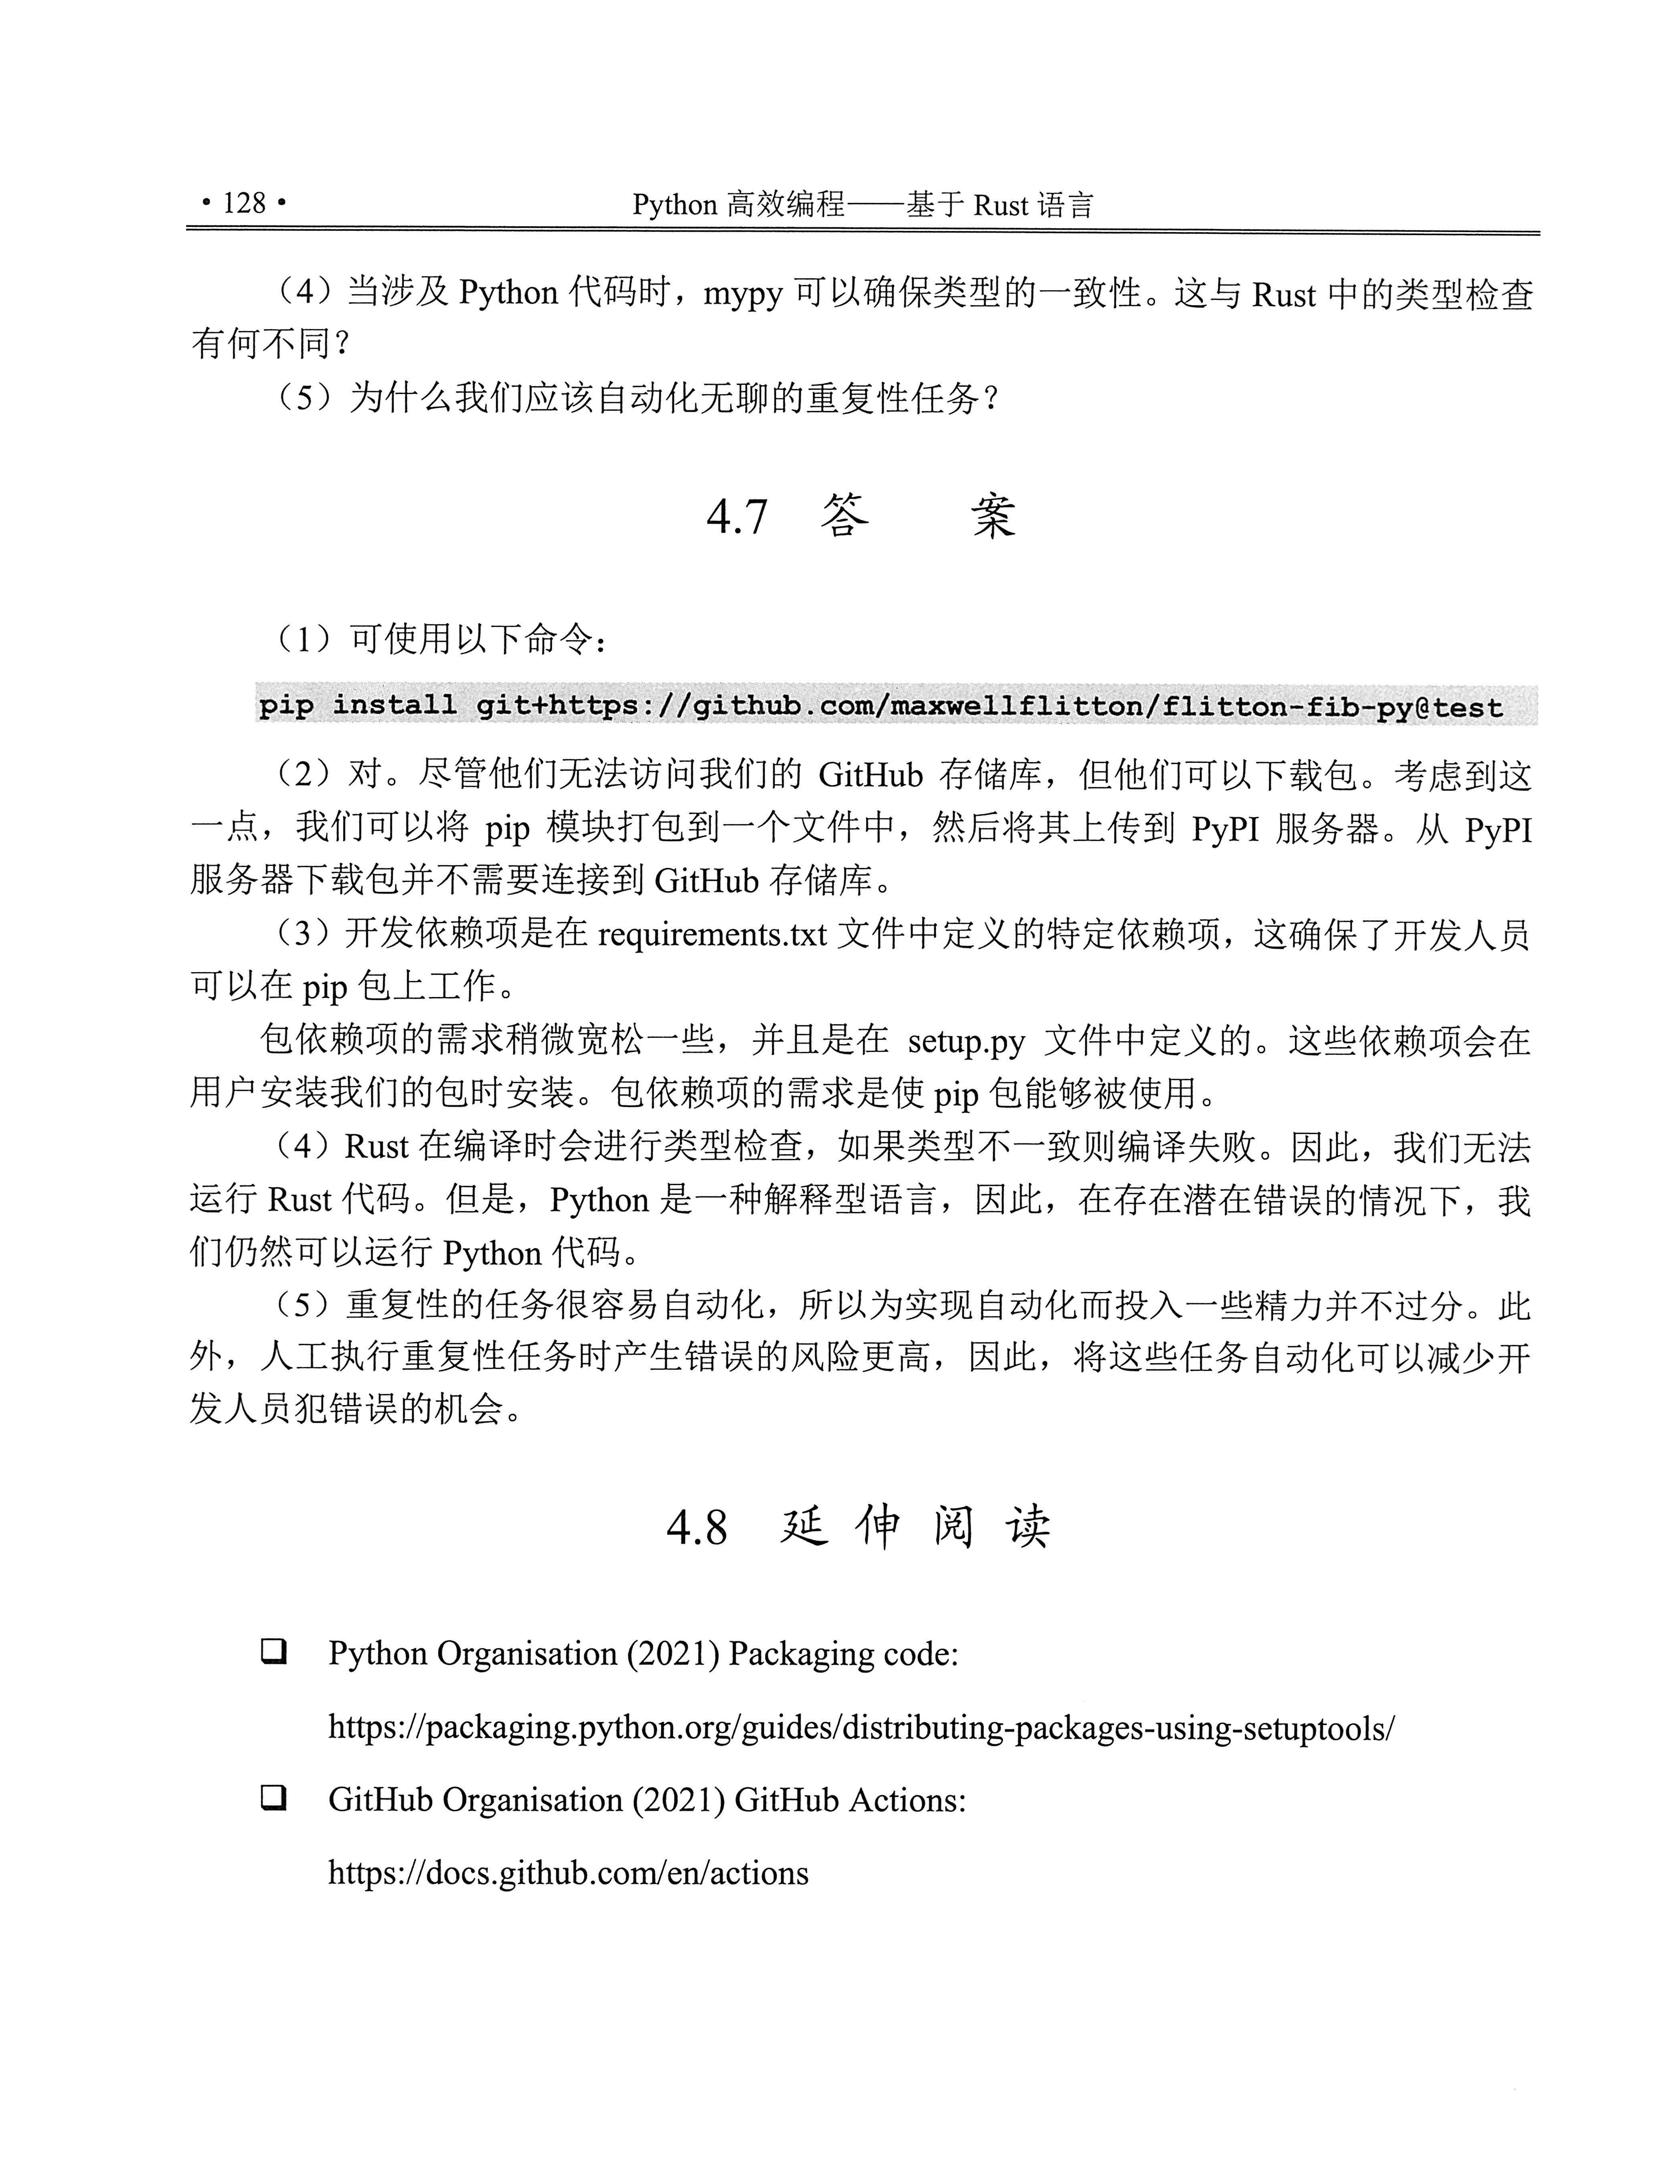 • 128 •
Python 高效编程——基于 Rust 语言
（4）当涉及 Python 代码时，mypy 可以确保类型的一致性。这与 Rust 中的类型检查
有何不同？
（5）为什么我们应该自动化无聊的重复性任务？
4.7 答 案
（1）可使用以下命令：
pip install git+https://github.com/maxwellflitton/flitton-fib-py@test
（2）对。尽管他们无法访问我们的 GitHub 存储库，但他们可以下载包。考虑到这
一点，我们可以将 pip 模块打包到一个文件中，然后将其上传到 PyPI 服务器。从 PyPI
服务器下载包并不需要连接到 GitHub 存储库。
（3）开发依赖项是在 requirements.txt 文件中定义的特定依赖项，这确保了开发人员
可以在 pip 包上工作。
包依赖项的需求稍微宽松一些，并且是在 setup.py 文件中定义的。这些依赖项会在
用户安装我们的包时安装。包依赖项的需求是使 pip 包能够被使用。
（4）Rust 在编译时会进行类型检查，如果类型不一致则编译失败。因此，我们无法
运行 Rust 代码。但是，Python 是一种解释型语言，因此，在存在潜在错误的情况下，我
们仍然可以运行 Python 代码。
（5）重复性的任务很容易自动化，所以为实现自动化而投入一些精力并不过分。此
外，人工执行重复性任务时产生错误的风险更高，因此，将这些任务自动化可以减少开
发人员犯错误的机会。
4.8 延 伸 阅 读
❑ Python Organisation (2021) Packaging code:
https://packaging.python.org/guides/distributing-packages-using-setuptools/
❑ GitHub Organisation (2021) GitHub Actions:
https://docs.github.com/en/actions